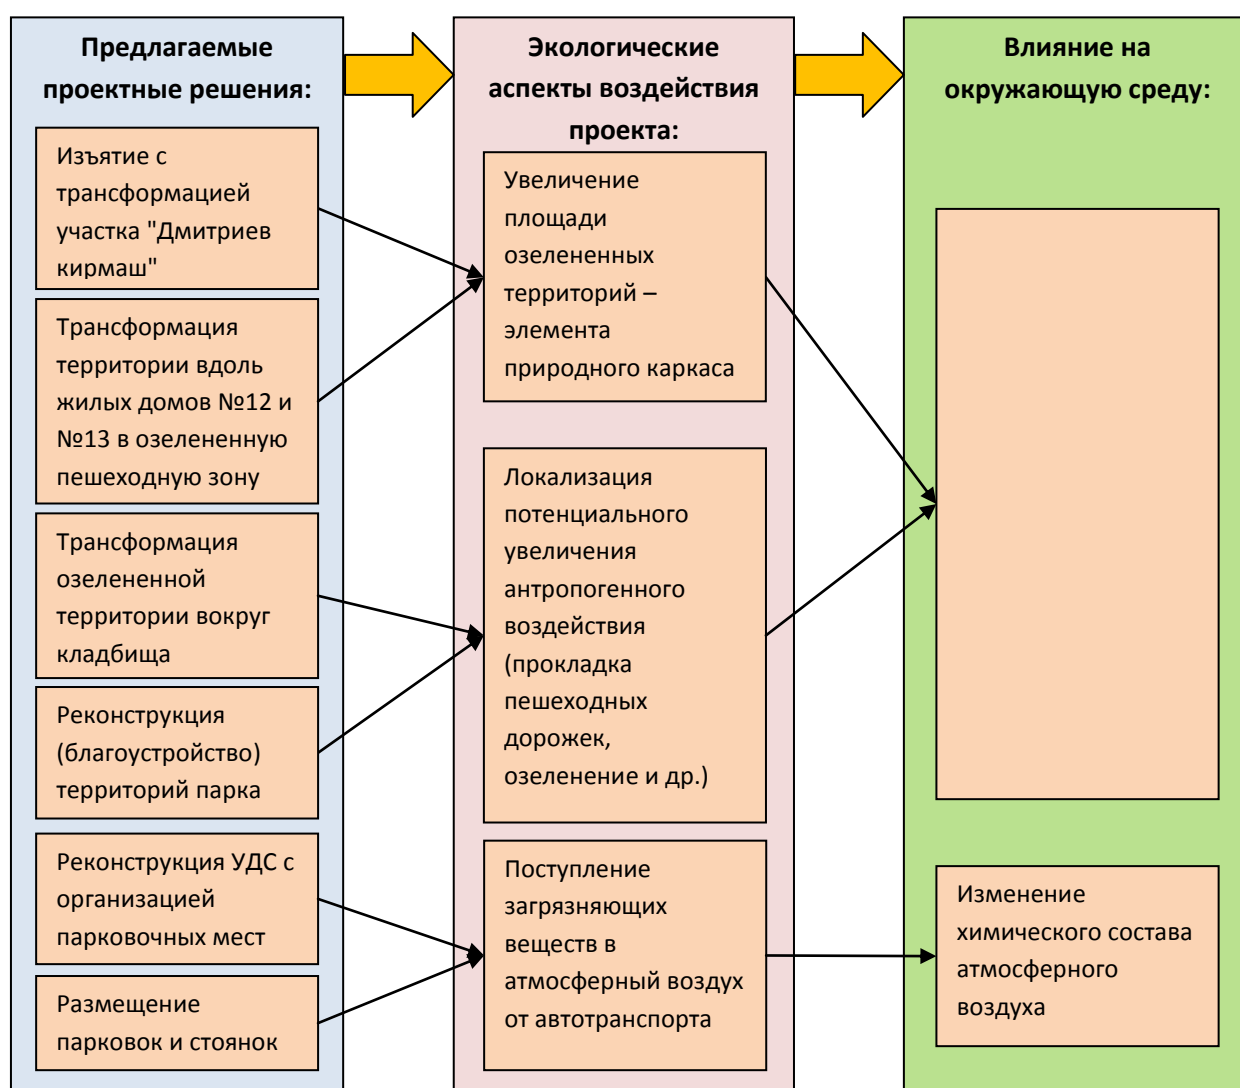 Предлагаемые
проектные решения:
Изъятие с
трансформацией
участка "Дмитриев
кирмаш"
Трансформация
территории вдоль
жилых домов №12 и
№13 в озелененную
пешеходную зону
Трансформация
озелененной
территории вокруг
кладбища
Реконструкция
(благоустройство)
территорий парка
Реконструкция УДС с
организацией
парковочных мест
Размещение
парковок и стоянок
Экологические
аспекты воздействия
проекта:
Увеличение
площади
озелененных
территорий –
элемента
природного каркаса
Локализация
потенциального
увеличения
антропогенного
воздействия
(прокладка
пешеходных
дорожек,
озеленение и др.)
Поступление
загрязняющих
веществ в
атмосферный воздух
от автотранспорта
Влияние на
окружающую среду:
Изменение
химического состава
атмосферного
воздуха